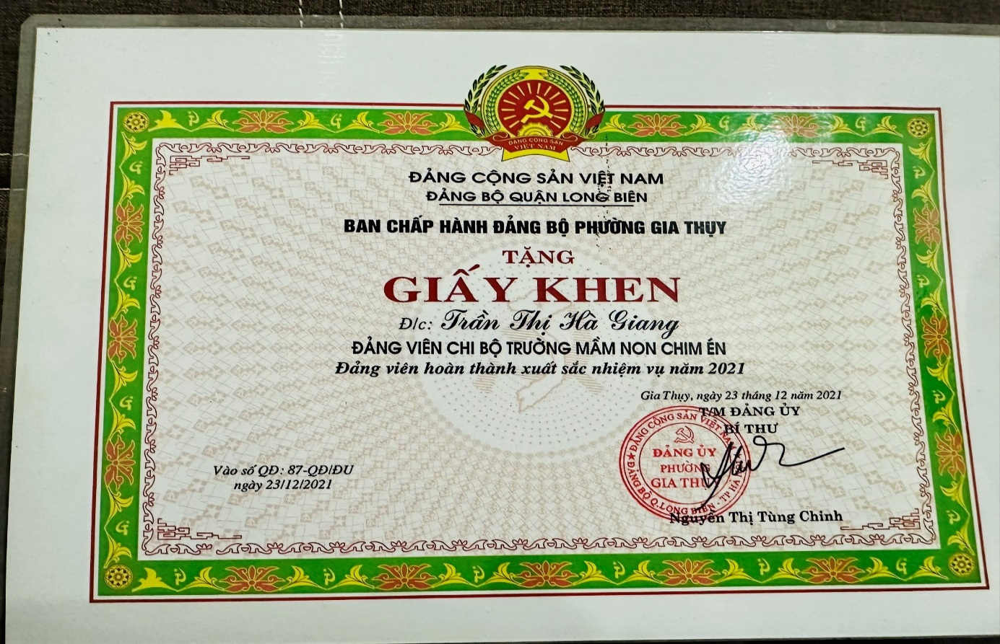 ĐẢNG CỘNG SẢN
VIỆT NAM
ĐẢNG CỘNG SẢN VIỆT NAM
ĐẢNG BỘ QUẬN LONG BIÊN
BAN CHẤP HÀNH ĐẢNG BỘ PHƯỜNG GIA THỤY
TẶNG
GIẤY KHEN
Đ/c: Trần Thị Hà Giang
ĐẢNG VIÊN CHI BỘ TRƯỜNG MẦM NON CHIM ÉN
Đảng viên hoàn thành xuất sắc nhiệm vụ năm 2021
Gia Thụy, ngày 23 tháng 12 năm 2021
T/M ĐẢNG ỦY
BÍ THƯ
ĐẢNG CỘNG SẢN VIỆT NAM
ĐẢNG ỦY
PHƯỜNG
GIA THỤY
ĐẢNG BỘ Q.LONG BIÊN - TP HÀ
Nguyễn Thị Tùng Chinh
Vào số QĐ: 87-QĐ/ĐU
ngày 23/12/2021